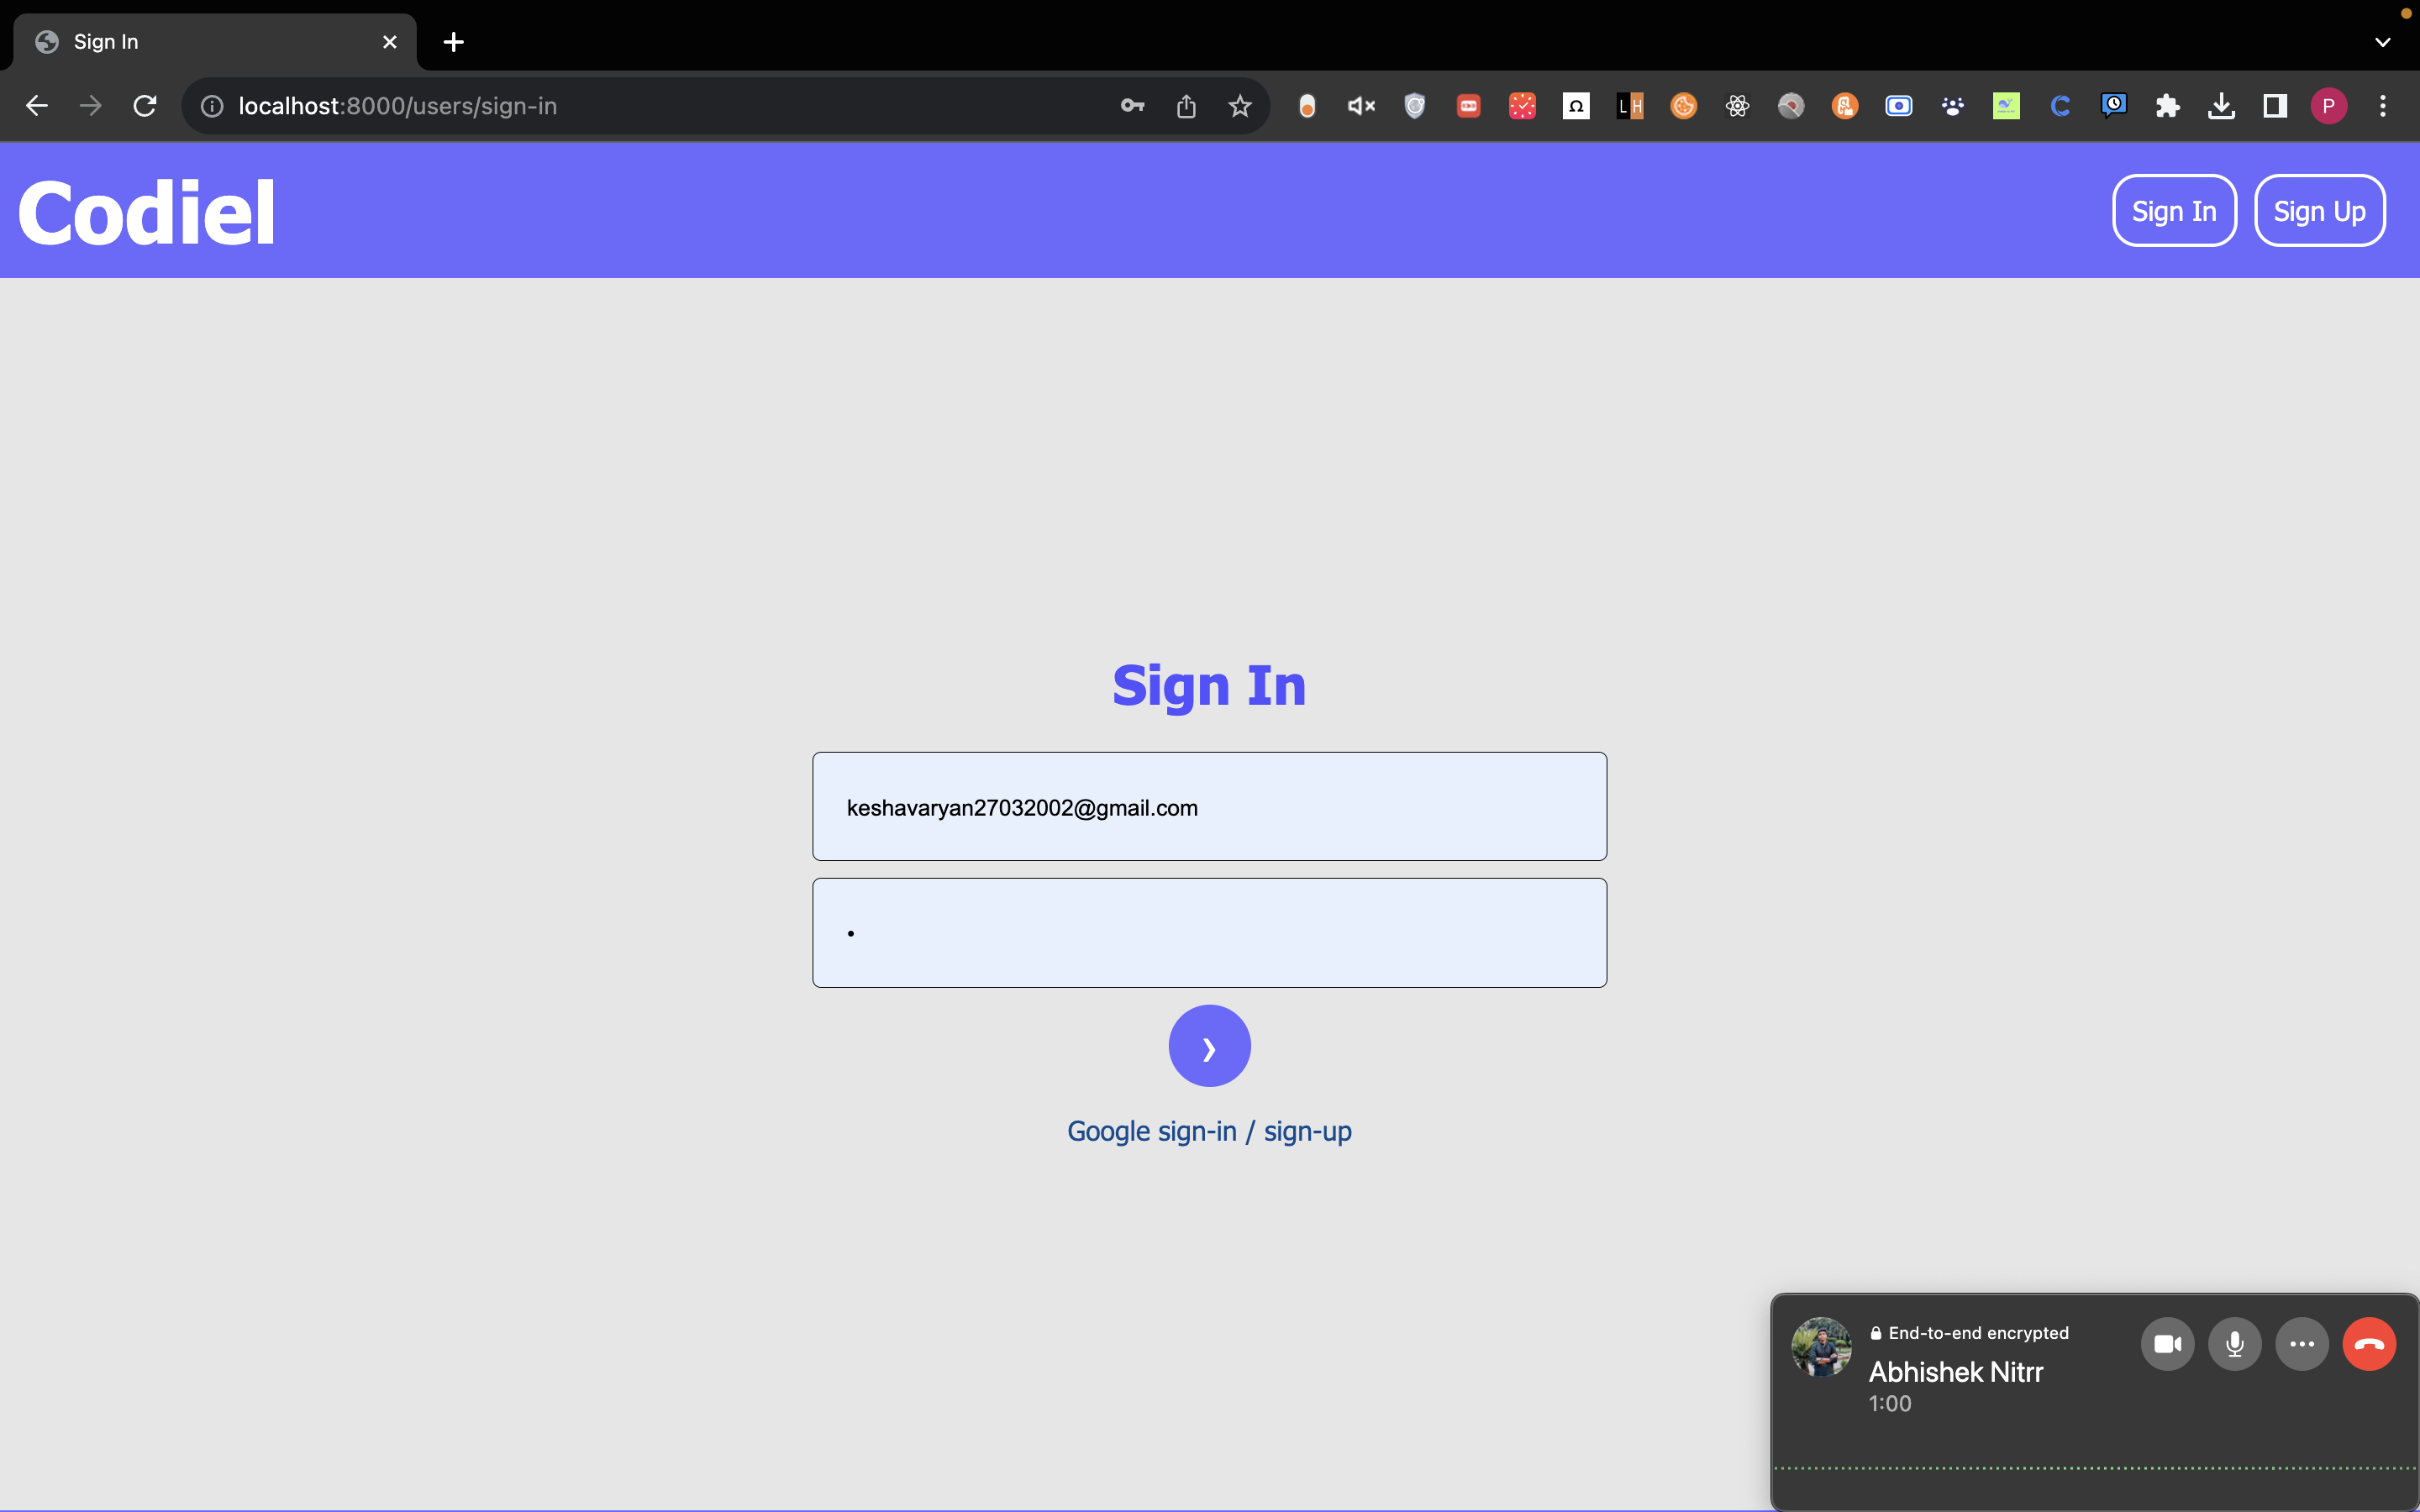 Sign In
localhost:8000/users/sign-in
L H
P
Codiel
Sign In
Sign Up
Sign In
keshavaryan27032002@gmail.com
•
❯
Google sign-in / sign-up
End-to-end encrypted
Abhishek Nitrr
1:00